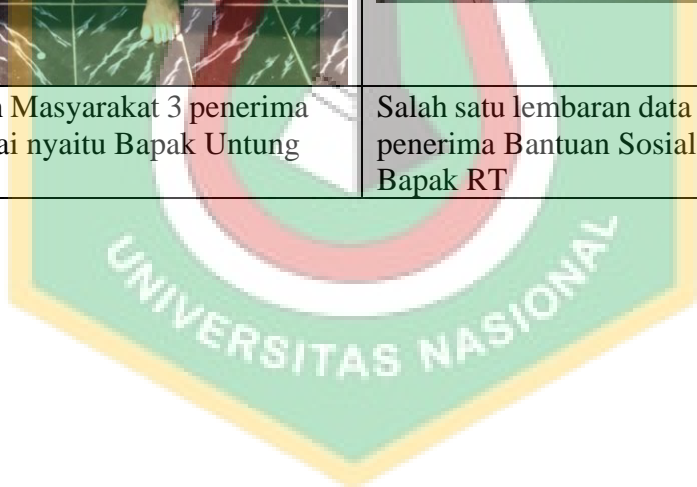 n Masyarakat 3 penerima
ai nyaitu Bapak Untung
Salah satu lembaran data
penerima Bantuan Sosial
Bapak RT
UNIVERSITAS NASIONAL